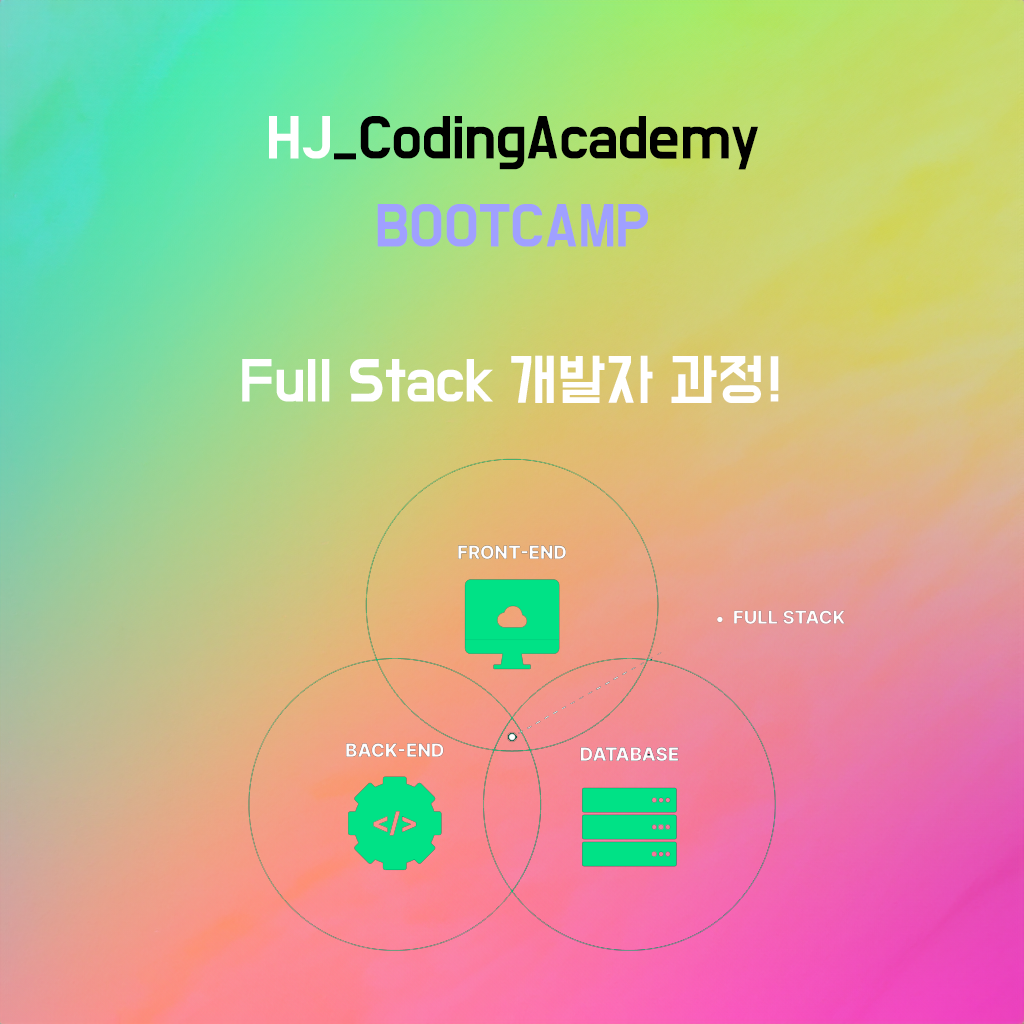 HJ_CodingAcademy
BOOTCAMP
Full Stack 개발자 과정!
FRONT-END
• FULL STACK
BACK-END
DATABASE
</>